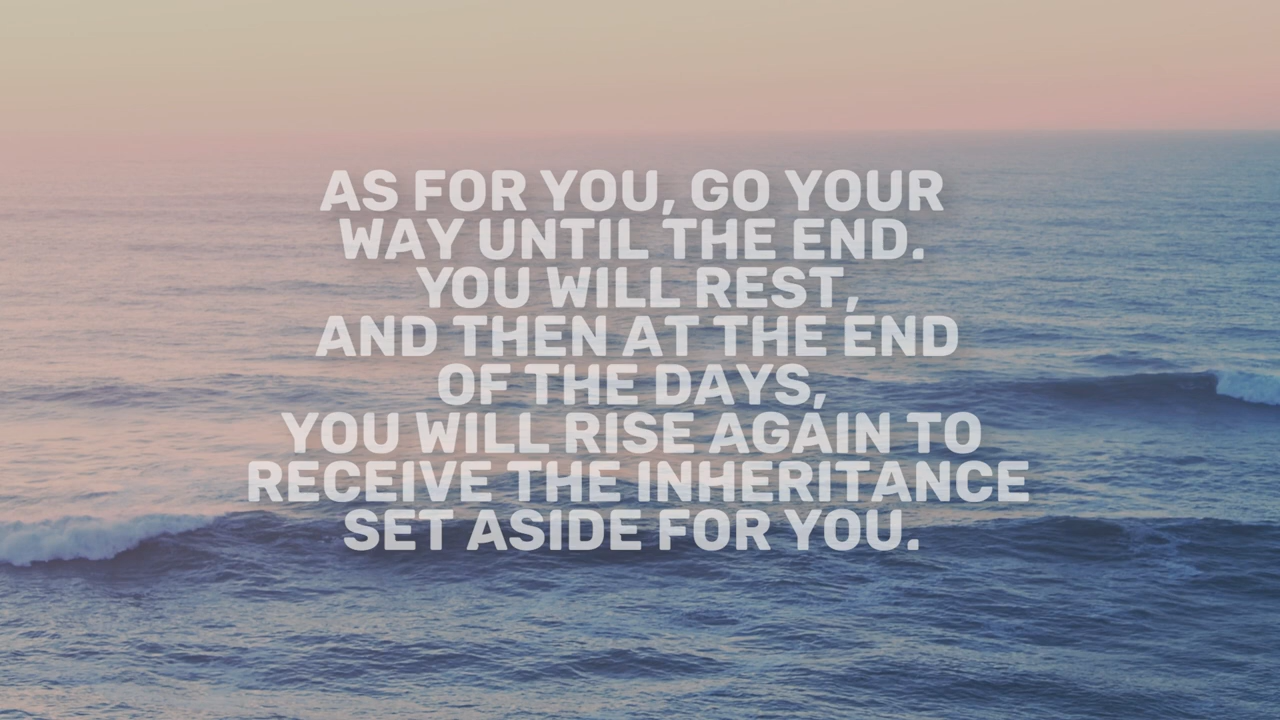 AS FOR YOU, GO YOUR
WAY UNTIL THE END.
YOU WILL REST,
AND THEN AT THE END
OF THE DAYS,
YOU WILL RISE AGAIN TO
RECEIVE THE INHERITANCE
SET ASIDE FOR YOU.